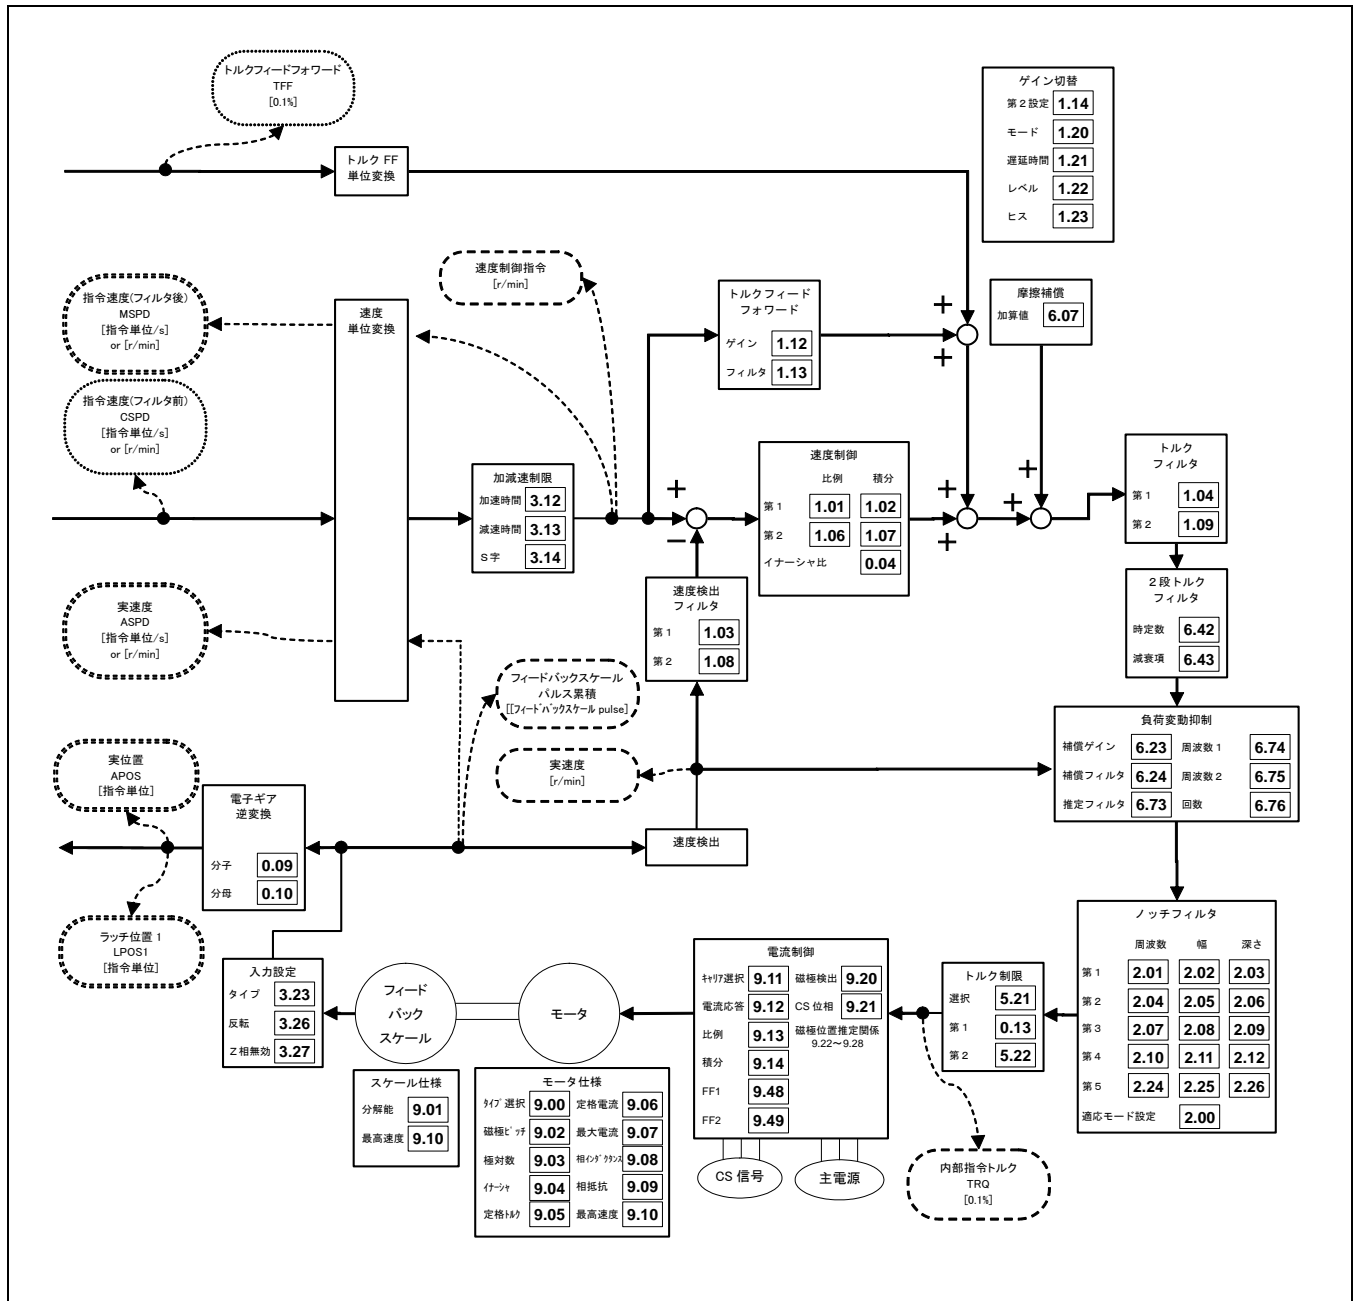 トルクフィードフォワード
TFF
[0.1%]
トルク FF
単位変換
ゲイン切替
第2設定 1.14
モード 1.20
遅延時間 1.21
レベル 1.22
ヒス 1.23
指令速度(フィルタ後)
MSPD
[指令単位/s]
or [r/min]
指令速度(フィルタ前)
CSPD
[指令単位/s]
or [r/min]
速度
単位変換
速度制御指令
[r/min]
トルクフィード
フォワード
ゲイン 1.12
フィルタ 1.13
+
+
摩擦補償
加算値 6.07
加減速制限
加速時間 3.12
減速時間 3.13
S字 3.14
+
−
速度制御
比例 積分
第1 1.01 1.02
第2 1.06 1.07
イナーシャ比 0.04
+
+
+
+
トルク
フィルタ
第1 1.04
第2 1.09
2段トルク
フィルタ
時定数 6.42
減衰項 6.43
実速度
ASPD
[指令単位/s]
or [r/min]
速度検出
フィルタ
第1 1.03
第2 1.08
フィードバックスケール
パルス累積
[[フィードバックスケール pulse]
実速度
[r/min]
負荷変動抑制
補償ゲイン 6.23 周波数1 6.74
補償フィルタ 6.24 周波数2 6.75
推定フィルタ 6.73 回数 6.76
実位置
APOS
[指令単位]
電子ギア
逆変換
分子 0.09
分母 0.10
速度検出
ラッチ位置1
LPOS1
[指令単位]
入力設定
タイプ 3.23
反転 3.26
Z相無効 3.27
フィード
バック
スケール
モータ
電流制御
キャリア選択 9.11 磁極検出 9.20
電流応答 9.12 CS位相 9.21
比例 9.13 磁極位置推定関係
9.22～9.28
積分 9.14
FF1 9.48
FF2 9.49
CS信号
主電源
トルク制限
選択 5.21
第1 0.13
第2 5.22
ノッチフィルタ
周波数 幅 深さ
第1 2.01 2.02 2.03
第2 2.04 2.05 2.06
第3 2.07 2.08 2.09
第4 2.10 2.11 2.12
第5 2.24 2.25 2.26
適応モード設定 2.00
スケール仕様
分解能 9.01
最高速度 9.10
モータ仕様
タイプ選択 9.00 定格電流 9.06
磁極ピッチ 9.02 最大電流 9.07
極対数 9.03 相インダクタンス 9.08
イナーシャ 9.04 相抵抗 9.09
定格トルク 9.05 最高速度 9.10
内部指令トルク
TRQ
[0.1%]